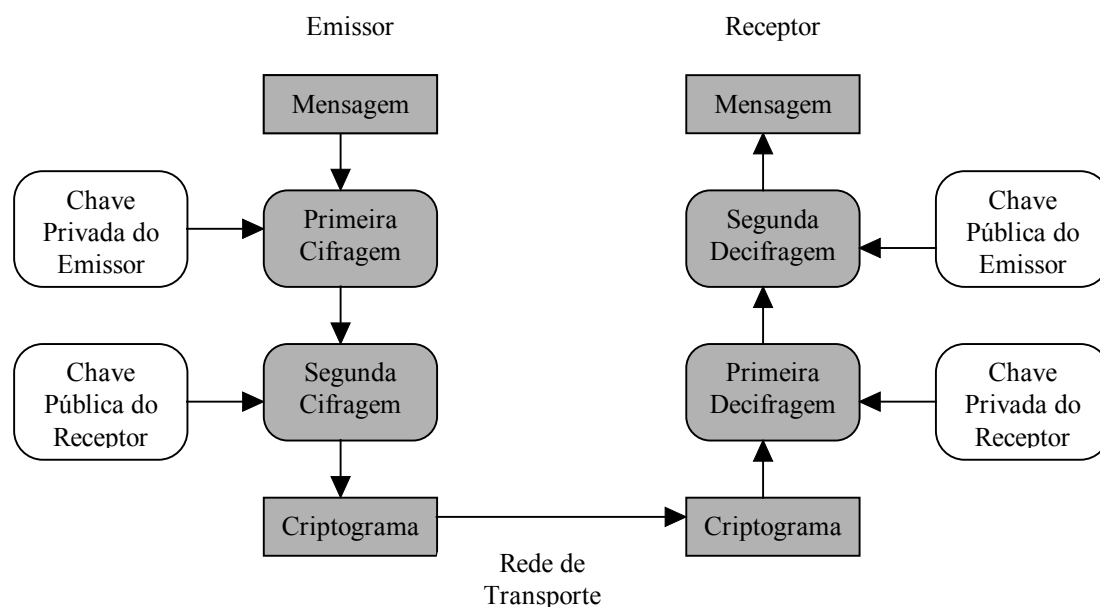 Emissor
Receptor
Mensagem
Mensagem
Chave
Privada do
Emissor
Primeira
Cifragem
Segunda
Decifragem
Chave
Pública do
Emissor
Chave
Pública do
Receptor
Segunda
Cifragem
Primeira
Decifragem
Chave
Privada do
Receptor
Criptograma
Criptograma
Rede de
Transporte